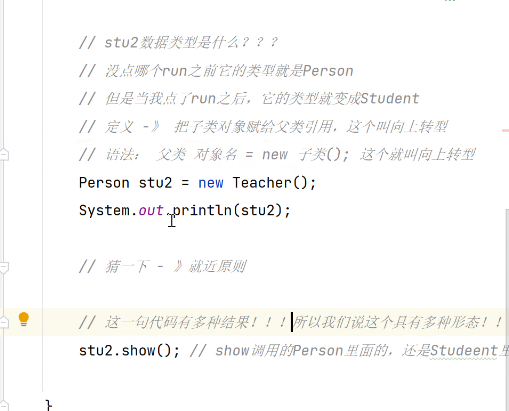 // stu2数据类型是什么？？？
// 没点哪个run之前它的类型就是Person
// 但是当我点了run之后，它的类型就变成Student
// 定义 -》 把子类对象赋给父类引用，这个叫向上转型
// 语法： 父类 对象名 = new 子类(); 这个就叫向上转型
Person stu2 = new Teacher();
System.out.println(stu2);
// 猜一下 - 》就近原则
// 这一句代码有多种结果！！！所以我们说这个具有多种形态！！
stu2.show(); // show调用的Person里面的，还是Studeent里
}